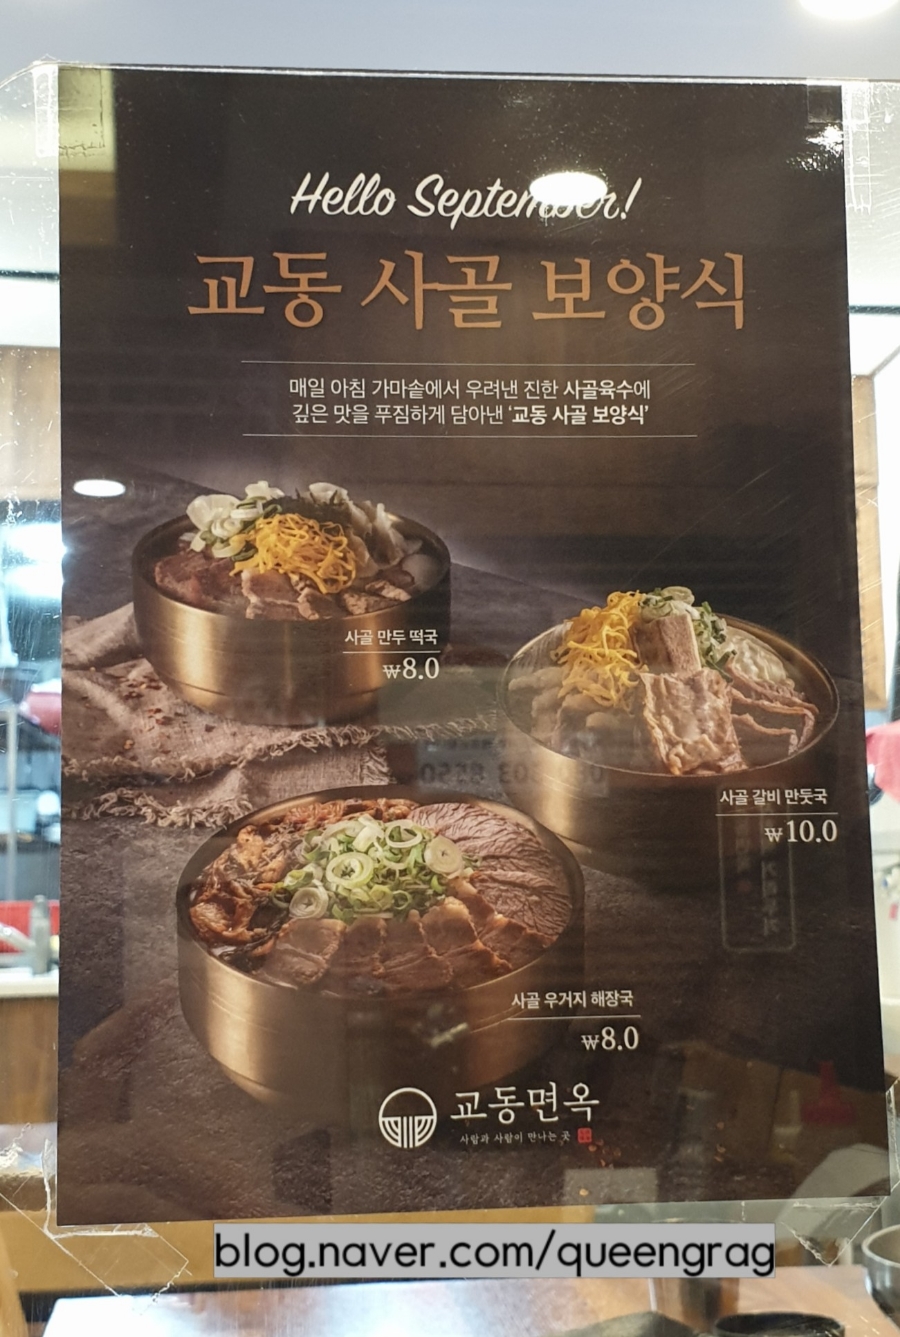 Hello September!
교동 사골 보양식
매일 아침 가마솥에서 우려낸 진한 사골육수에
깊은 맛을 푸짐하게 담아낸 ‘교동 사골 보양식’
사골 만두 떡국
₩8.0
사골 갈비 만둣국
₩10.0
사골 우거지 해장국
₩8.0
교동면옥
사람과 사람이 만나는 곳
blog.naver.com/queengrag